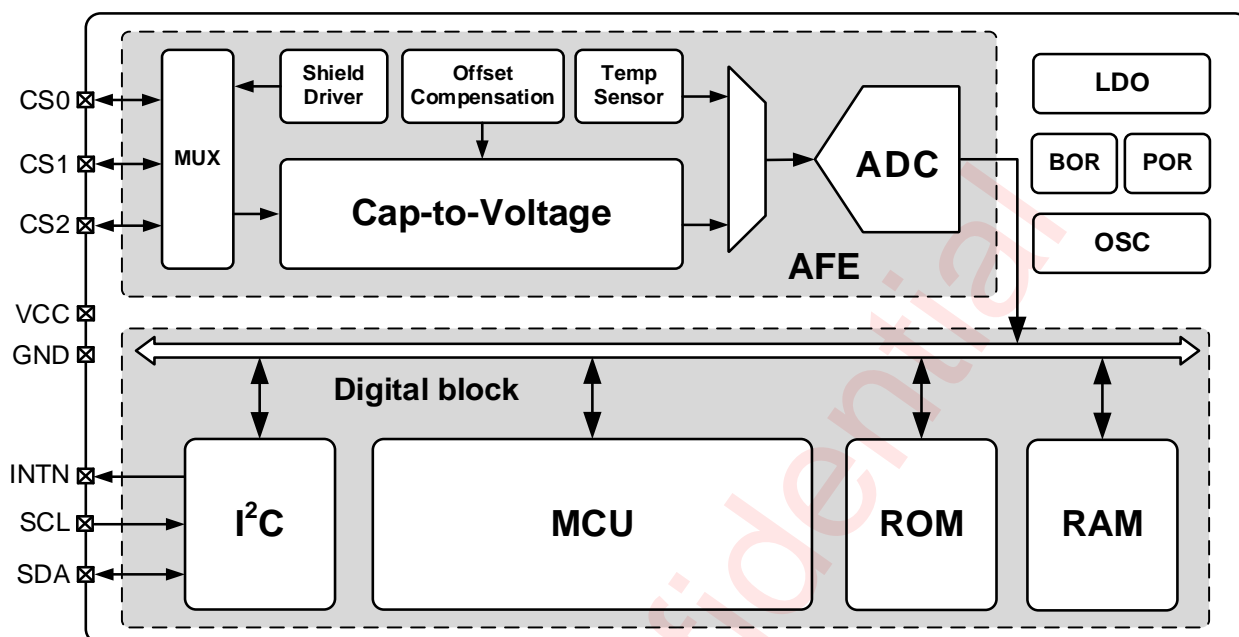 Shield
Driver
Offset
Compensation
Temp
Sensor
LDO
CS0
MUX
CS1
ADC
BOR
POR
Cap-to-Voltage
CS2
OSC
AFE
VCC
GND
Digital block
INTN
SCL
I²C
MCU
ROM
RAM
SDA
fidential